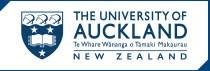 THE UNIVERSITY OF
AUCKLAND
Te Whare Wānanga o Tāmaki Makaurau
NEW ZEALAND